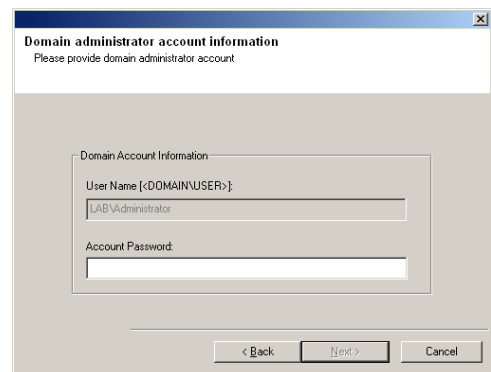 Domain administrator account information
Please provide domain administrator account
Domain Account Information
User Name [<DOMAIN\USER>]:
LAB\Administrator
Account Password:
< Back
Next >
Cancel